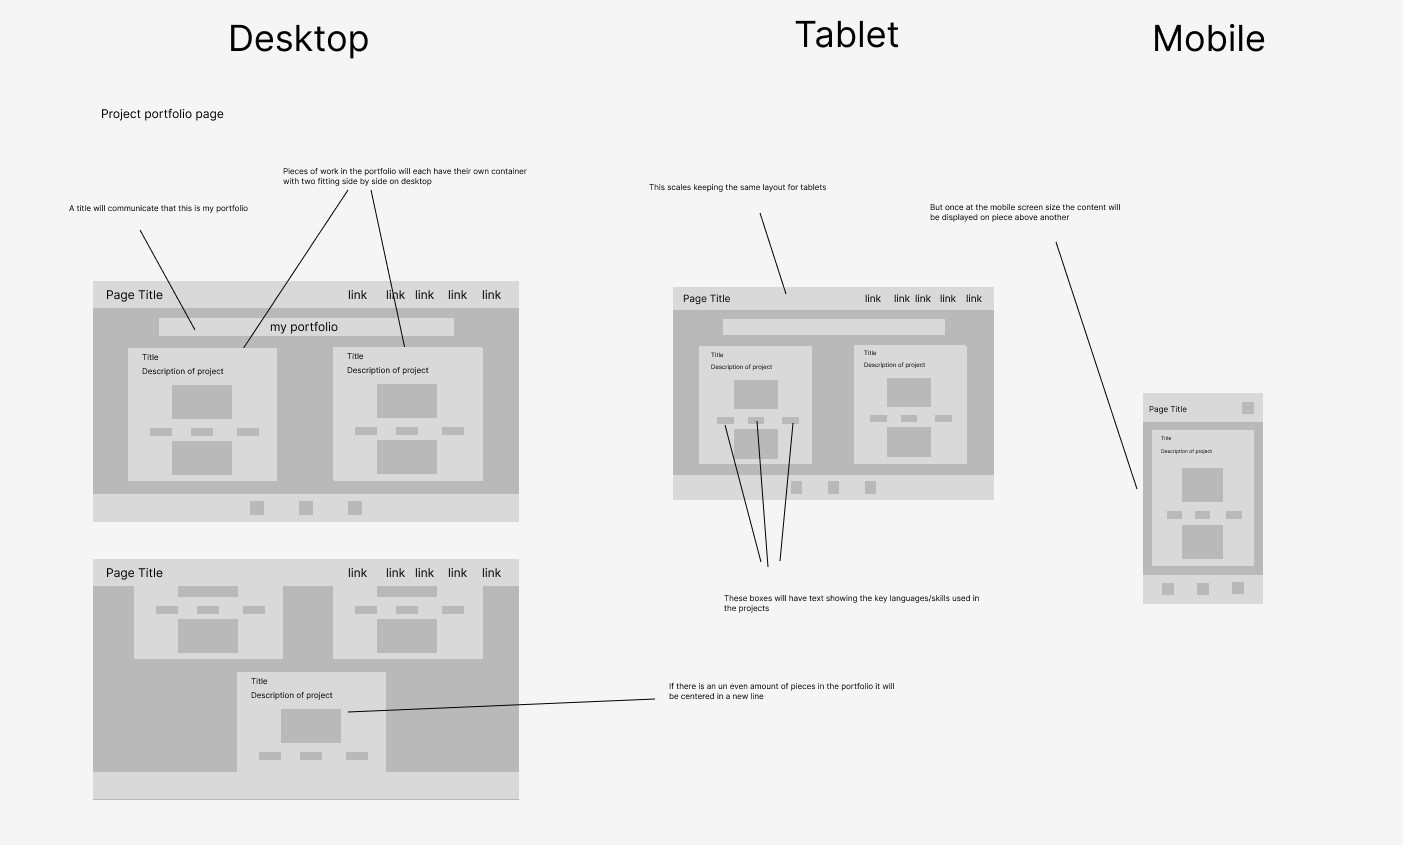 Desktop
Tablet
Mobile
Project portfolio page
Pieces of work in the portfolio will each have their own container
with two fitting side by side on desktop
A title will communicate that this is my portfolio
This scales keeping the same layout for tablets
But once at the mobile screen size the content will
be displayed on piece above another
Page Title link link link link link
my portfolio
Title
Description of project
Title
Description of project
Page Title link link link link link
Title
Description of project
Title
Description of project
Page Title
Title
Description of project
Page Title link link link link link
Title
Description of project
These boxes will have text showing the key languages/skills used in
the projects
If there is an un even amount of pieces in the portfolio it will
be centered in a new line